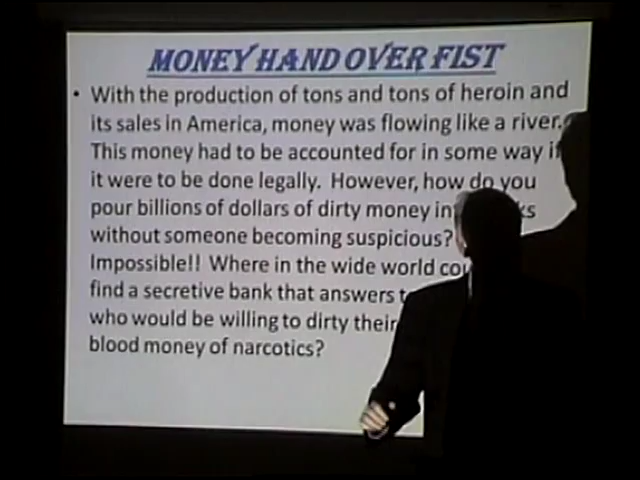 MONEY HAND OVER FIST
• With the production of tons and tons of heroin and
its sales in America, money was flowing like a river.
This money had to be accounted for in some way
it were to be done legally. However, how do you
pour billions of dollars of dirty money
without someone becoming suspicious?
Impossible!! Where in the wide world
find a secretive bank that answers
who would be willing to dirty their
blood money of narcotics?